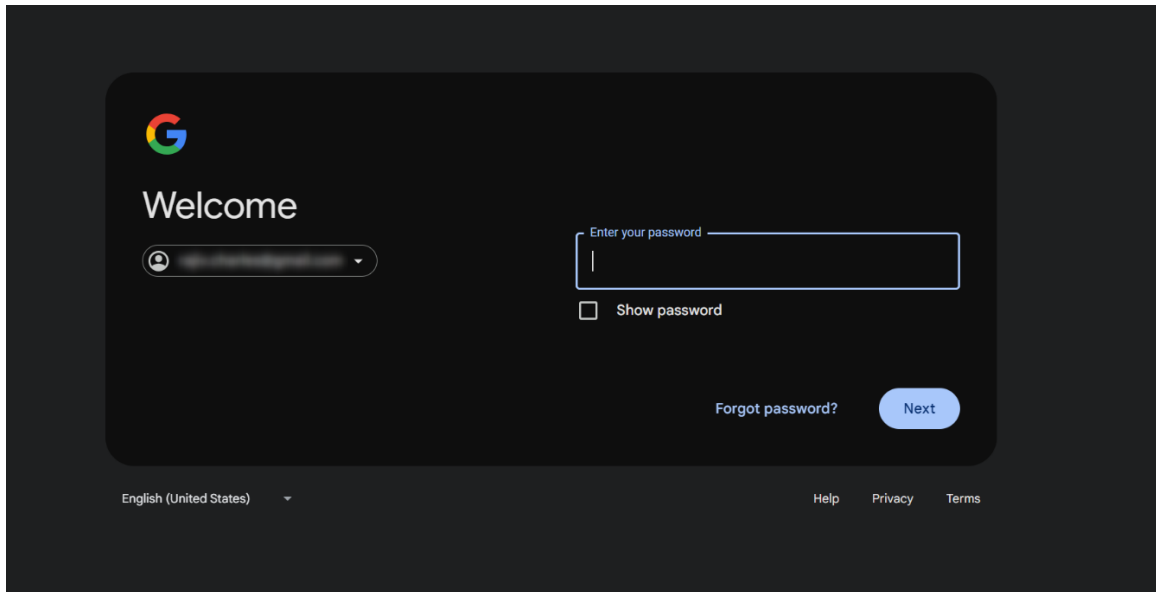 Welcome
Enter your password
Show password
Forgot password?
Next
English (United States)
Help Privacy Terms